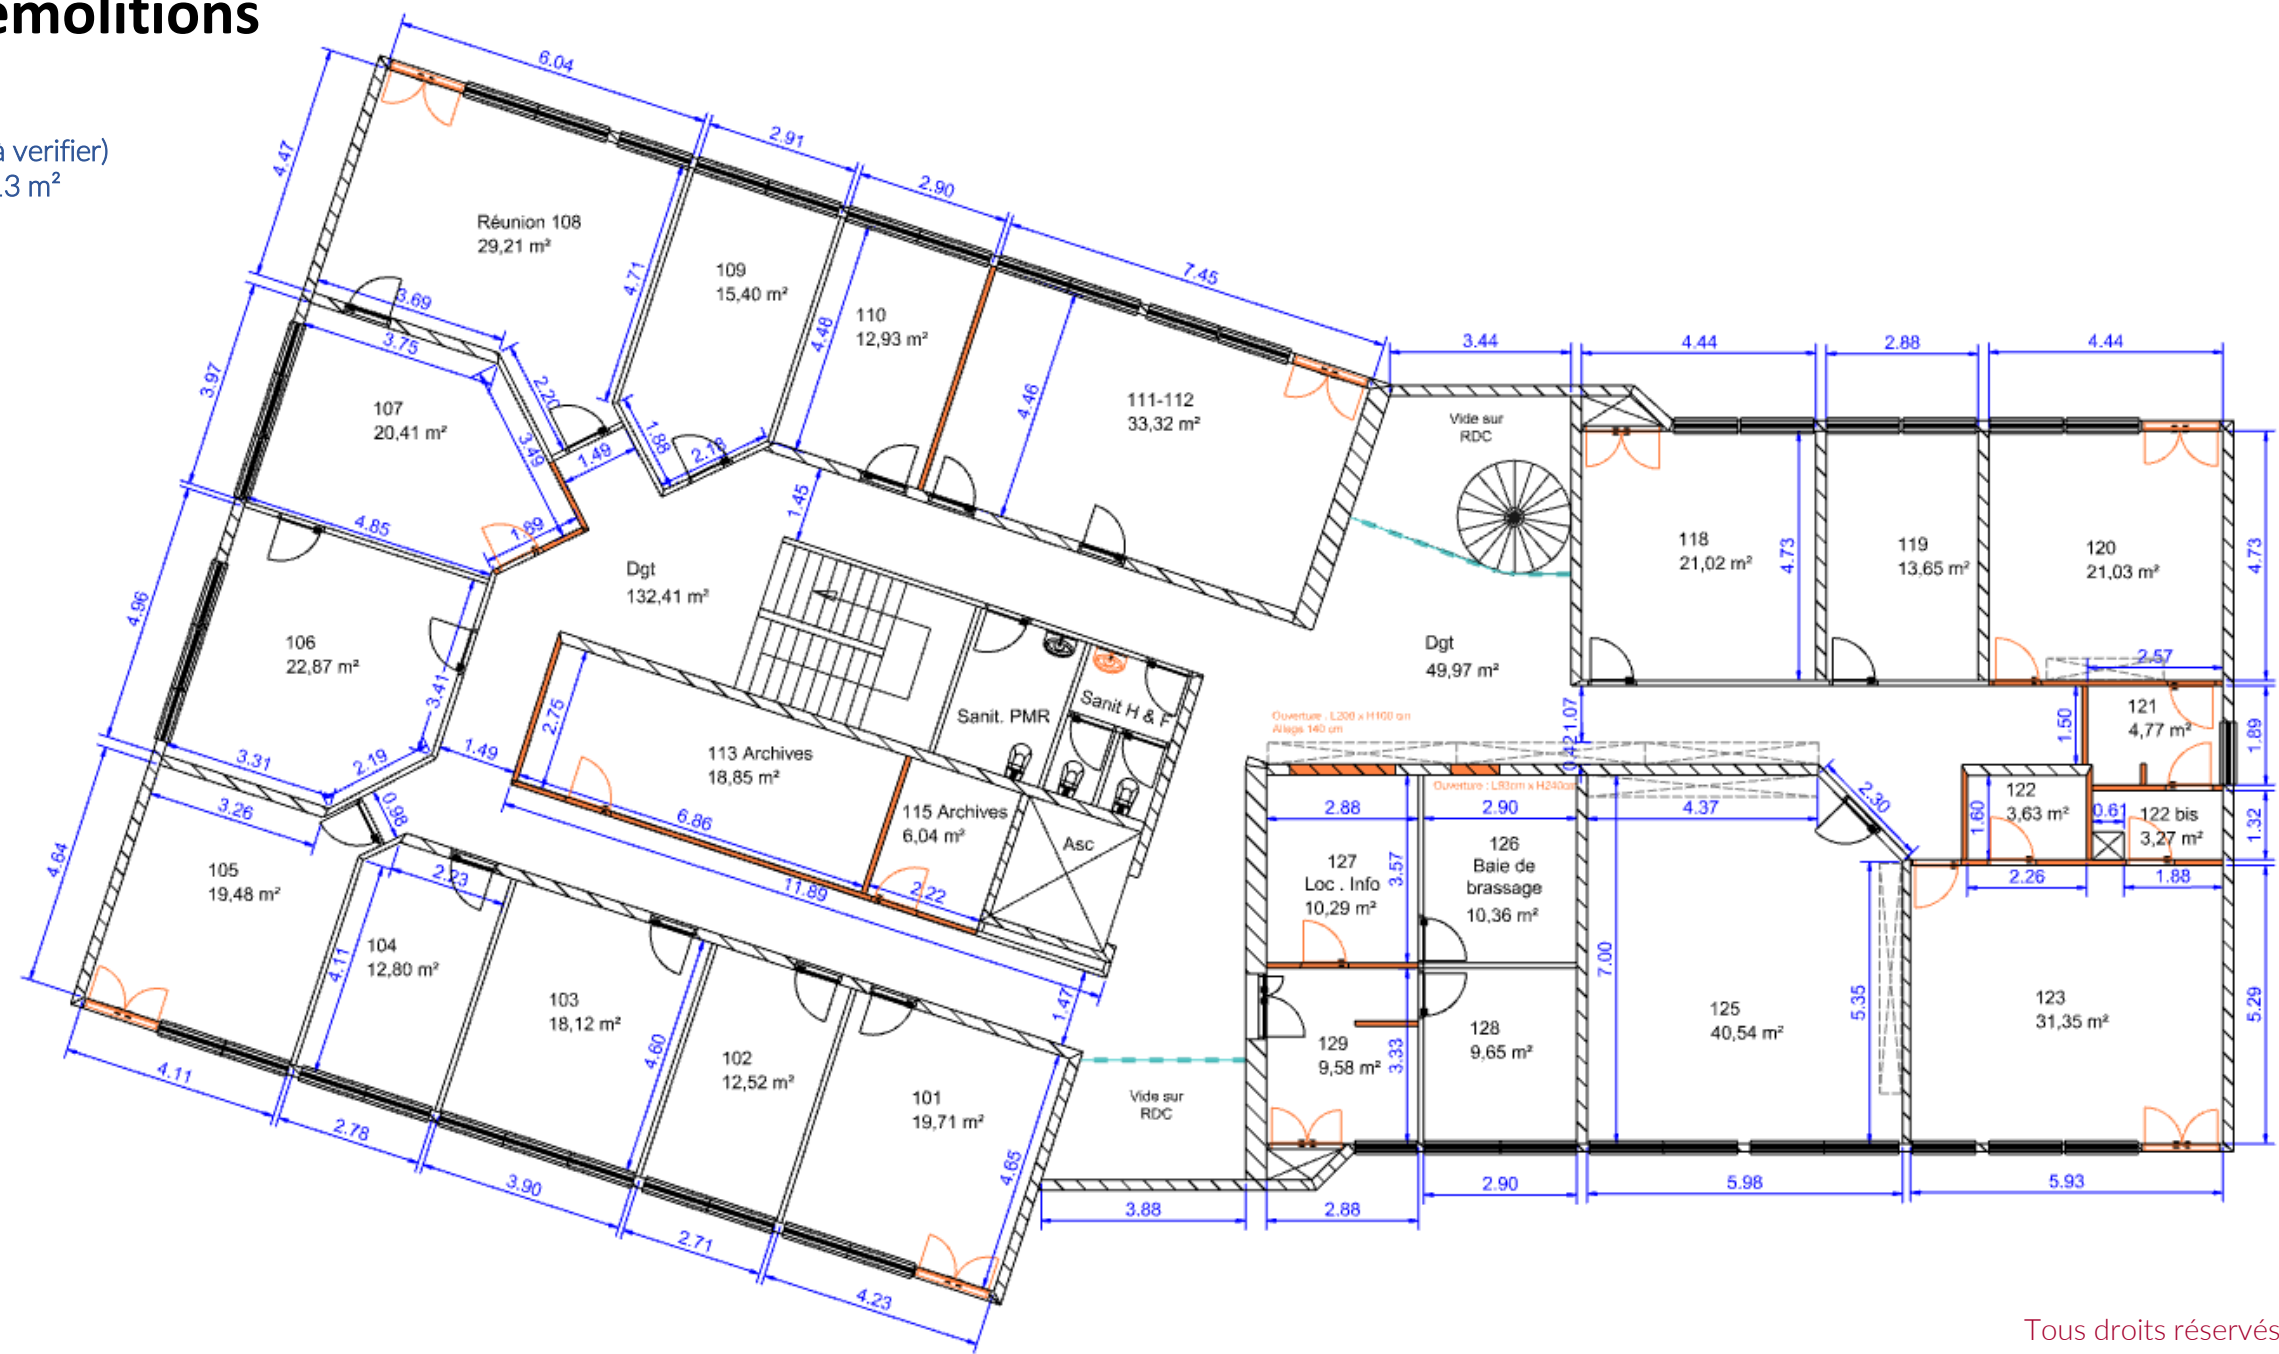 emolitions
à verifier)
13 m²
6.04
2.91
2.90
7.45
4.47
3.97
4.96
4.64
Réunion 108
29,21 m²
4.71
109
15,40 m²
110
12,93 m²
4.48
4.46
111-112
33,32 m²
3.69
3.75
107
20,41 m²
2.20
3.49
1.49
1.88
2.18
1.45
4.85
1.89
106
22,87 m²
3.41
3.31
2.19
1.49
3.26
0.98
Dgt
132,41 m²
2.75
113 Archives
18,85 m²
6.86
11.89
115 Archives
6,04 m²
2.22
Sanit. PMR
Sanit H & F
Asc
105
19,48 m²
2.23
104
12,80 m²
4.11
103
18,12 m²
4.60
102
12,52 m²
101
19,71 m²
4.65
1.47
4.11
2.78
3.90
2.71
4.23
Vide sur
RDC
3.88
3.44
4.44
2.88
4.44
Vide sur
RDC
118
21,02 m²
4.73
119
13,65 m²
120
21,03 m²
4.73
2.57
Dgt
49,97 m²
1.07
0.42
Ouverture : L200 x H100 cm
Allège 140 cm
Ouverture : L93cm x H240cm
121
4,77 m²
1.50
1.89
122
3,63 m²
1.60
0.61
122 bis
3,27 m²
1.32
2.26
1.88
2.88
2.90
4.37
2.30
127
Loc . Info
10,29 m²
3.57
126
Baie de
brassage
10,36 m²
7.00
5.35
125
40,54 m²
123
31,35 m²
5.29
129
9,58 m²
3.33
128
9,65 m²
2.88
2.90
5.98
5.93
Tous droits réservés